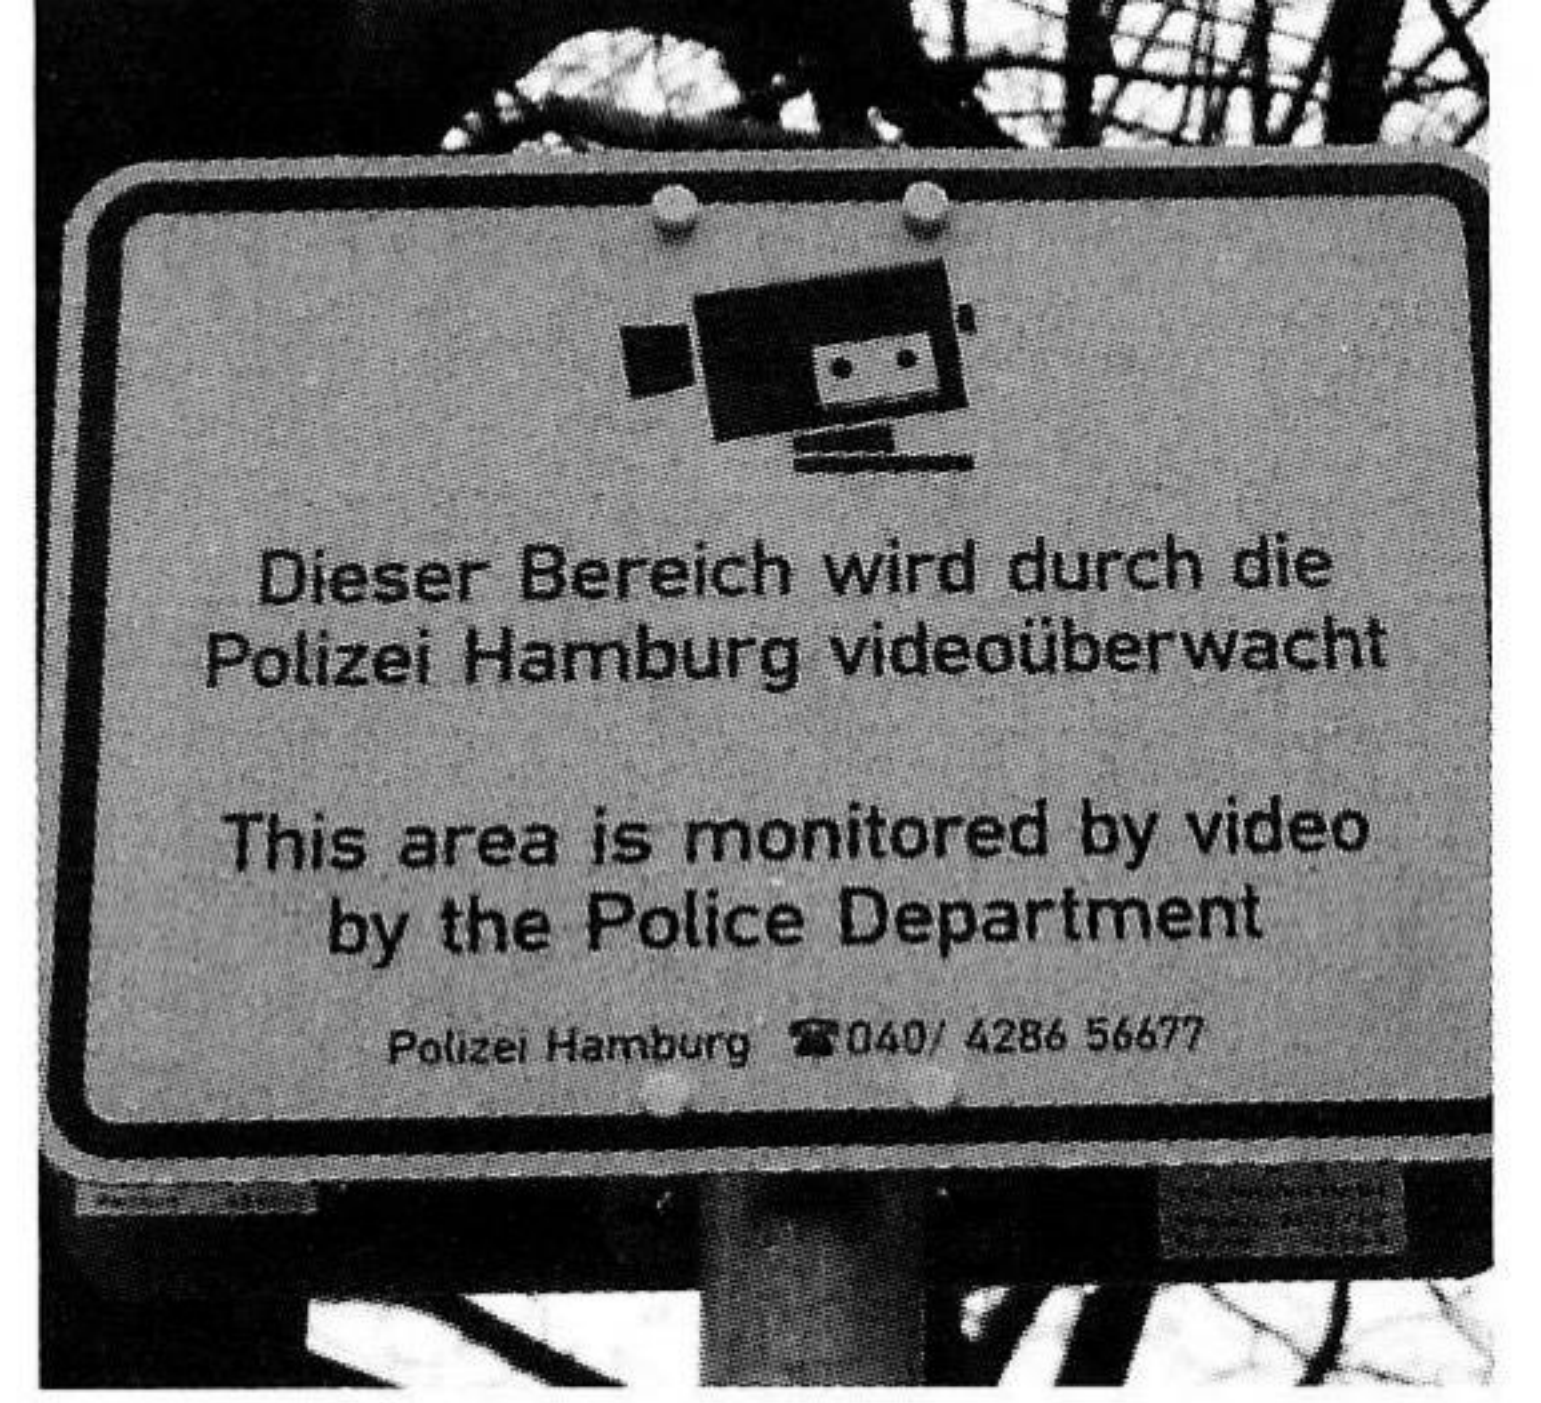 Dieser Bereich wird durch die
Polizei Hamburg videoüberwacht
This area is monitored by video
by the Police Department
Polizei Hamburg ☎040/ 4286 56677